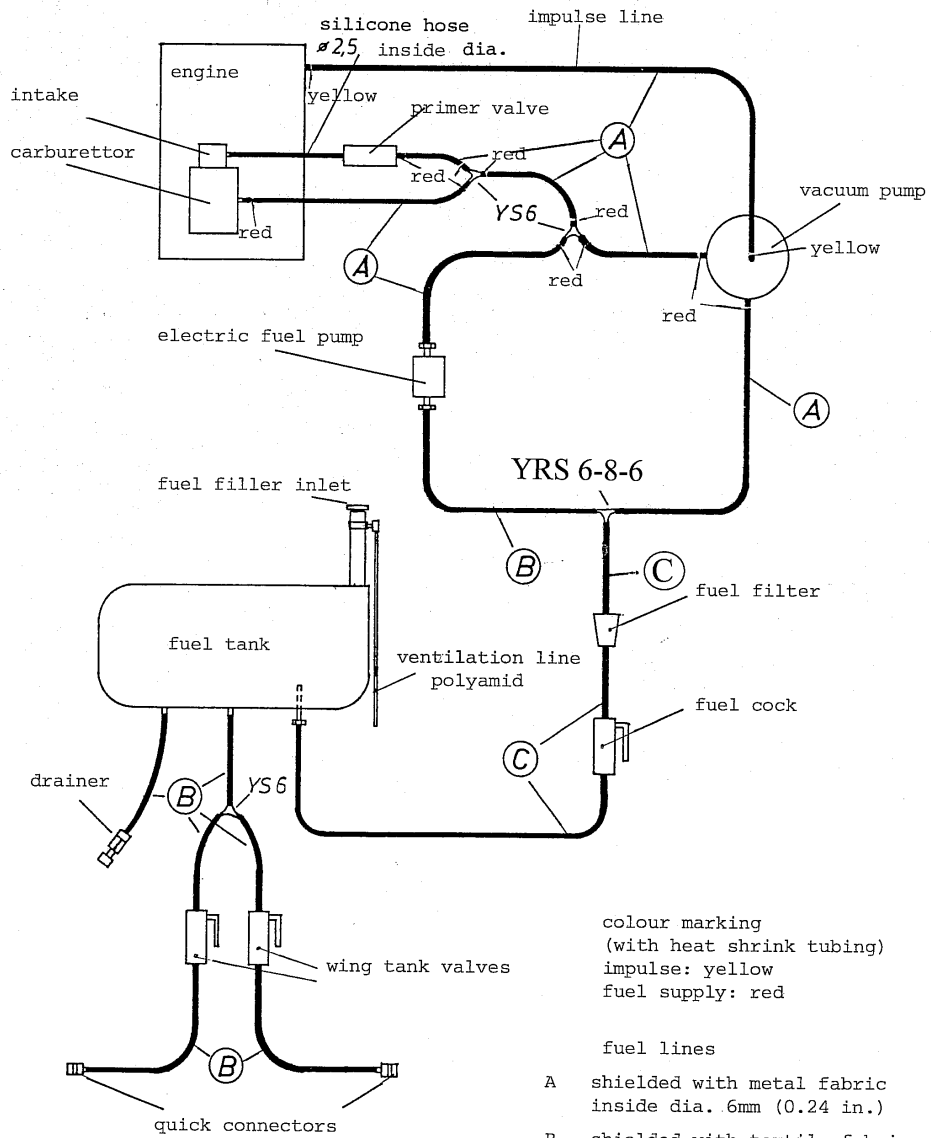 impulse line
silicone hose
ø2,5 inside dia.
engine
yellow
intake
primer valve
A
carburettor
red
red
YS6
red
vacuum pump
yellow
red
A
red
red
electric fuel pump
A
YRS 6-8-6
fuel filler inlet
B
C
fuel filter
fuel tank
ventilation line
polyamid
fuel cock
C
drainer
B
YS6
wing tank valves
colour marking
(with heat shrink tubing)
impulse: yellow
fuel supply: red
fuel lines
B
A shielded with metal fabric
inside dia. 6mm (0.24 in.)
quick connectors